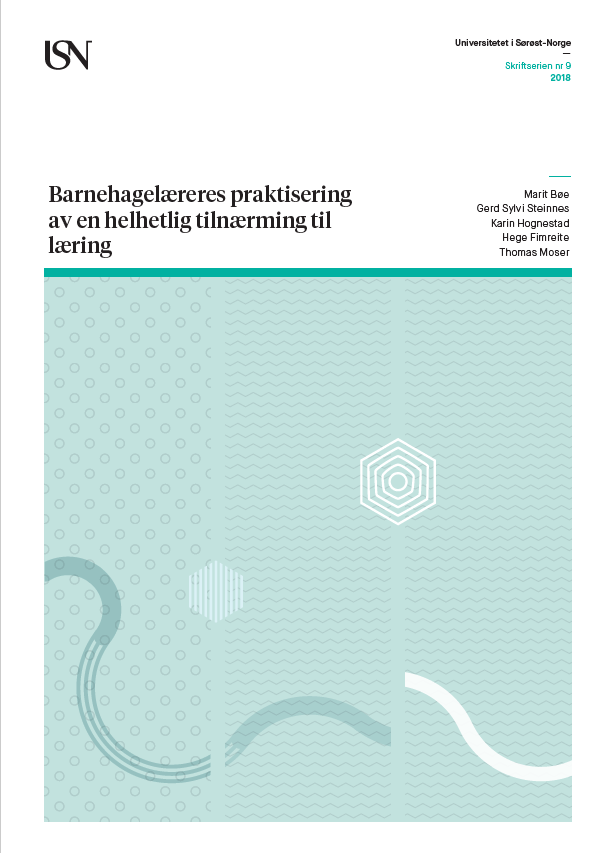 USN
Universitetet i Sørøst-Norge
—
Skriftserien nr 9
2018
Barnehagelæreres praktisering
av en helhetlig tilnærming til
læring
Marit Bøe
Gerd Sylvi Steinnes
Karin Hognestad
Hege Fimreite
Thomas Moser